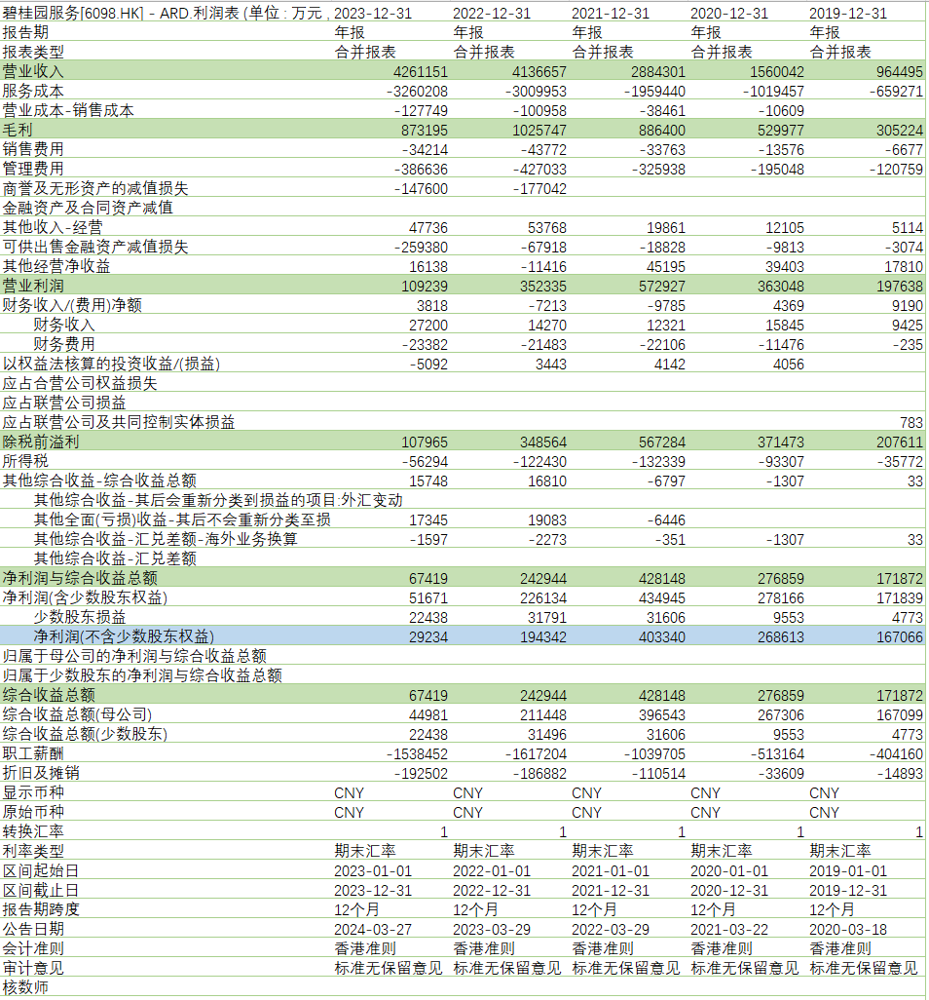 碧桂园服务[6098.HK] - ARD.利润表 (单位 : 万元 , 2023-12-31 2022-12-31 2021-12-31 2020-12-31 2019-12-31
报告期 年报 年报 年报 年报 年报
报表类型 合并报表 合并报表 合并报表 合并报表 合并报表
营业收入 4261151 4136657 2884301 1560042 964495
服务成本 -3260208 -3009953 -1959440 -1019457 -659271
营业成本-销售成本 -127749 -100958 -38461 -10609
毛利 873195 1025747 886400 529977 305224
销售费用 -34214 -43772 -33763 -13576 -6677
管理费用 -386636 -427033 -325938 -195048 -120759
商誉及无形资产的减值损失 -147600 -177042
金融资产及合同资产减值
其他收入-经营 47736 53768 19861 12105 5114
可供出售金融资产减值损失 -259380 -67918 -18828 -9813 -3074
其他经营净收益 16138 -11416 45195 39403 17810
营业利润 109239 352335 572927 363048 197638
财务收入/(费用)净额 3818 -7213 -9785 4369 9190
财务收入 27200 14270 12321 15845 9425
财务费用 -23382 -21483 -22106 -11476 -235
以权益法核算的投资收益/(损益) -5092 3443 4142 4056
应占合营公司权益损失
应占联营公司损益
应占联营公司及共同控制实体损益 783
除税前溢利 107965 348564 567284 371473 207611
所得税 -56294 -122430 -132339 -93307 -35772
其他综合收益-综合收益总额 15748 16810 -6797 -1307 33
其他综合收益-其后会重新分类到损益的项目:外汇变动
其他全面(亏损)收益-其后不会重新分类至损 17345 19083 -6446
其他综合收益-汇兑差额-海外业务换算 -1597 -2273 -351 -1307 33
其他综合收益-汇兑差额
净利润与综合收益总额 67419 242944 428148 276859 171872
净利润(含少数股东权益) 51671 226134 434945 278166 171839
少数股东损益 22438 31791 31606 9553 4773
净利润(不含少数股东权益) 29234 194342 403340 268613 167066
归属于母公司的净利润与综合收益总额
归属于少数股东的净利润与综合收益总额
综合收益总额 67419 242944 428148 276859 171872
综合收益总额(母公司) 44981 211448 396543 267306 167099
综合收益总额(少数股东) 22438 31496 31606 9553 4773
职工薪酬 -1538452 -1617204 -1039705 -513164 -404160
折旧及摊销 -192502 -186882 -110514 -33609 -14893
显示币种 CNY CNY CNY CNY CNY
原始币种 CNY CNY CNY CNY CNY
转换汇率 1 1 1 1 1
利率类型 期末汇率 期末汇率 期末汇率 期末汇率 期末汇率
区间起始日 2023-01-01 2022-01-01 2021-01-01 2020-01-01 2019-01-01
区间截止日 2023-12-31 2022-12-31 2021-12-31 2020-12-31 2019-12-31
报告期跨度 12个月 12个月 12个月 12个月 12个月
公告日期 2024-03-27 2023-03-29 2022-03-29 2021-03-22 2020-03-18
会计准则 香港准则 香港准则 香港准则 香港准则 香港准则
审计意见 标准无保留意见 标准无保留意见 标准无保留意见 标准无保留意见 标准无保留意见
核数师